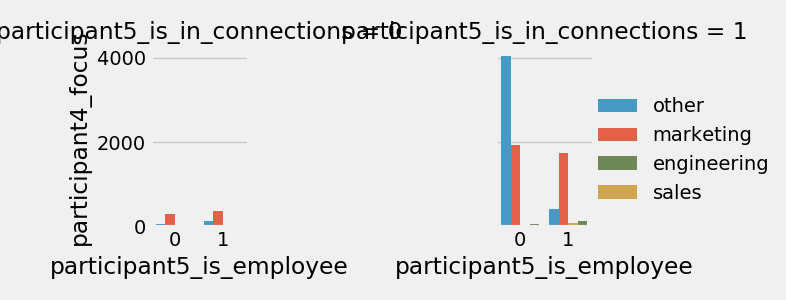 participant5_is_in_connections = 0
participant5_is_in_connections = 1
participant4_focus
4000
2000
0
0 1
0 1
participant5_is_employee
participant5_is_employee
other
marketing
engineering
sales